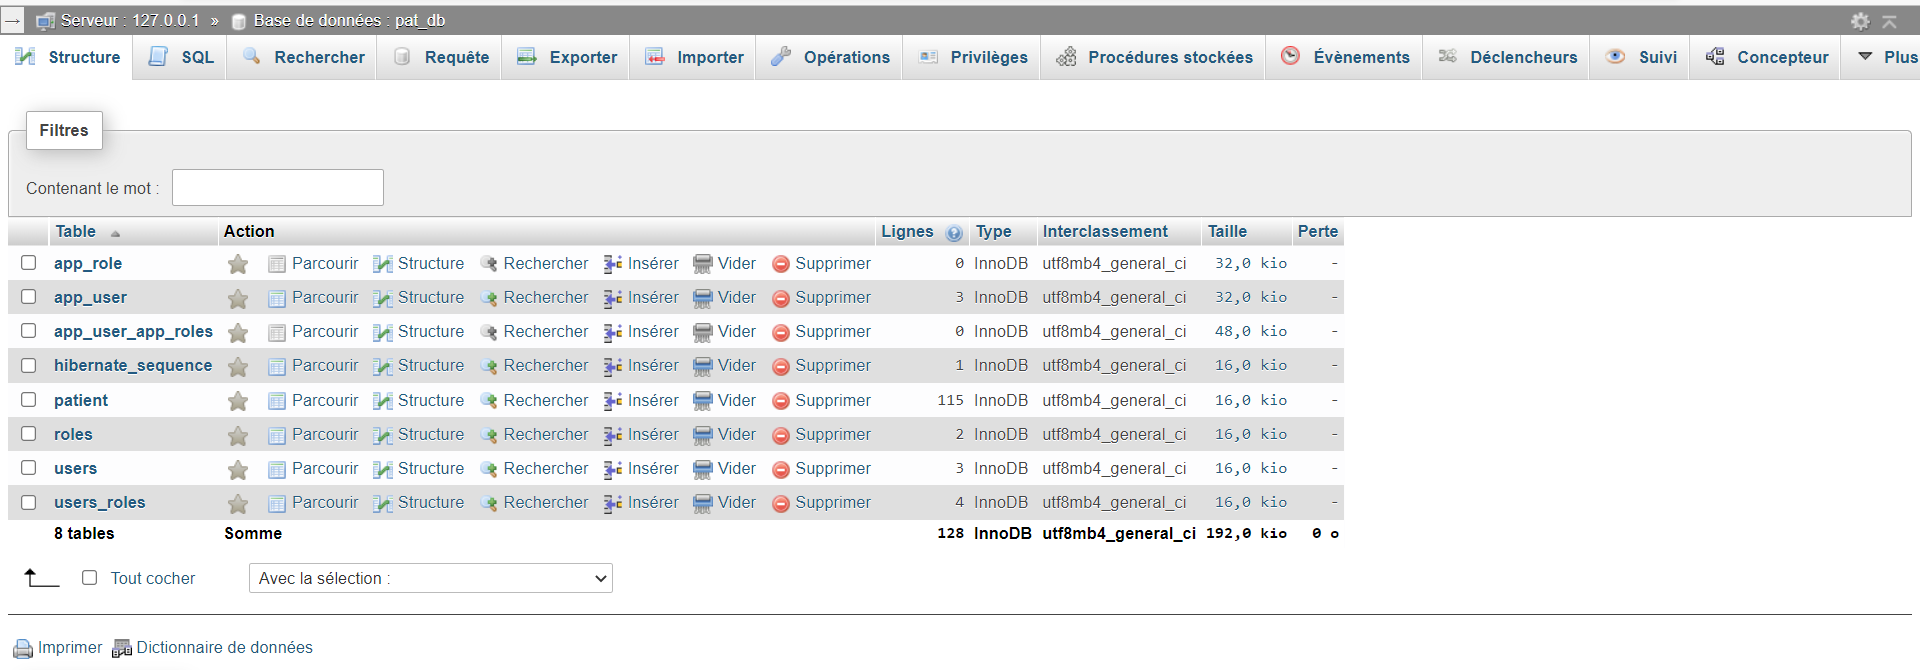 Serveur : 127.0.0.1 » Base de données : pat_db
Structure SQL Rechercher Requête Exporter Importer Opérations Privilèges Procédures stockées Évènements Déclencheurs Suivi Concepteur Plus
Filtres
Contenant le mot :
Table Action Lignes Type Interclassement Taille Perte
app_role Parcourir Structure Rechercher Insérer Vider Supprimer 0 InnoDB utf8mb4_general_ci 32,0 kio -
app_user Parcourir Structure Rechercher Insérer Vider Supprimer 3 InnoDB utf8mb4_general_ci 32,0 kio -
app_user_app_roles Parcourir Structure Rechercher Insérer Vider Supprimer 0 InnoDB utf8mb4_general_ci 48,0 kio -
hibernate_sequence Parcourir Structure Rechercher Insérer Vider Supprimer 1 InnoDB utf8mb4_general_ci 16,0 kio -
patient Parcourir Structure Rechercher Insérer Vider Supprimer 115 InnoDB utf8mb4_general_ci 16,0 kio -
roles Parcourir Structure Rechercher Insérer Vider Supprimer 2 InnoDB utf8mb4_general_ci 16,0 kio -
users Parcourir Structure Rechercher Insérer Vider Supprimer 3 InnoDB utf8mb4_general_ci 16,0 kio -
users_roles Parcourir Structure Rechercher Insérer Vider Supprimer 4 InnoDB utf8mb4_general_ci 16,0 kio -
8 tables Somme 128 InnoDB utf8mb4_general_ci 192,0 kio 0 o
Tout cocher Avec la sélection :
Imprimer Dictionnaire de données